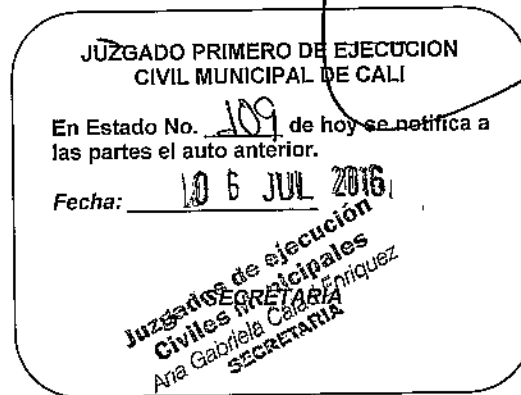 JUZGADO PRIMERO DE EJECUCION
CIVIL MUNICIPAL DE CALI
En Estado No. 109 de hoy se notifica a
las partes el auto anterior.
Fecha: 06 JUL 2016
SECRETARIA
Juzgados de ejecución
Civiles Municipales
Ana Gabriela Calad Enriquez
SECRETARIA